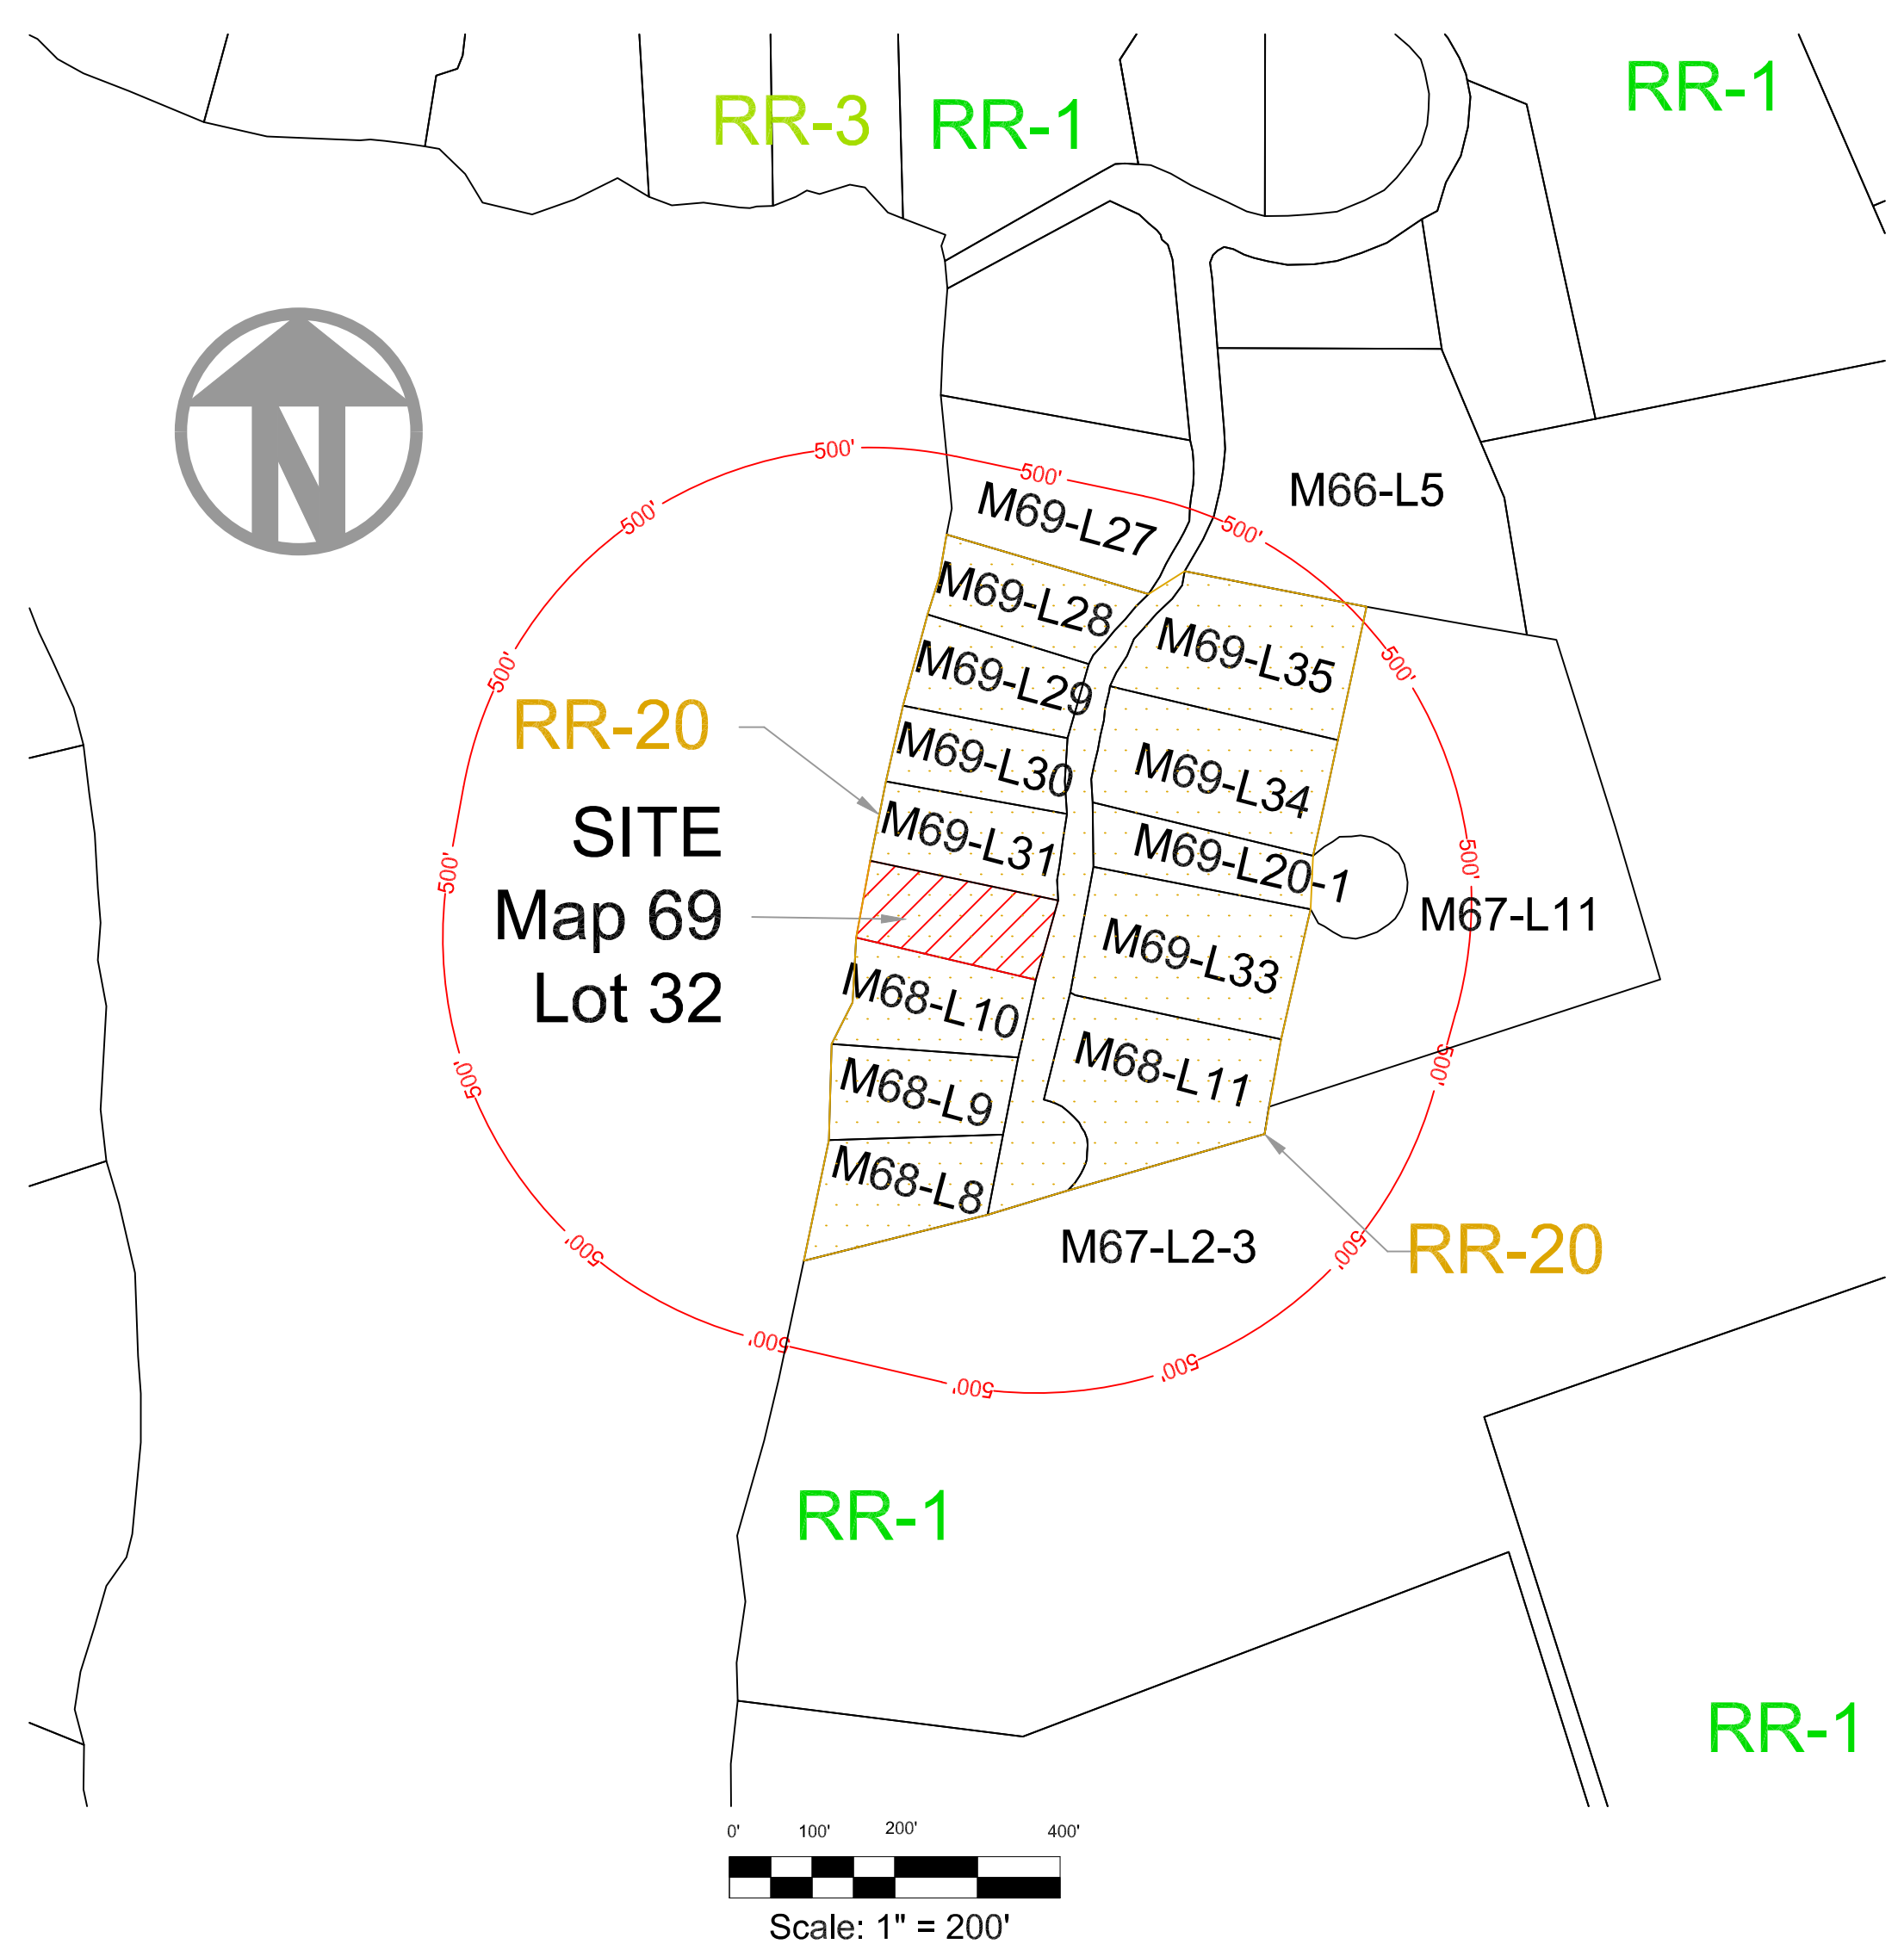 RR-1
RR-3
RR-1
N
500'
500'
M66-L5
M69-L27
500'
500'
M69-L28
M69-L35
500'
500'
M69-L29
RR-20
M69-L30
M69-L34
SITE
M69-L31
M69-L20-1
500'
500'
Map 69
M67-L11
M69-L33
Lot 32
M68-L10
500'
500'
M68-L11
M68-L9
M68-L8
500'
M67-L2-3
500'
RR-20
500'
500'
500'
RR-1
RR-1
0' 100' 200' 400'
Scale: 1" = 200'